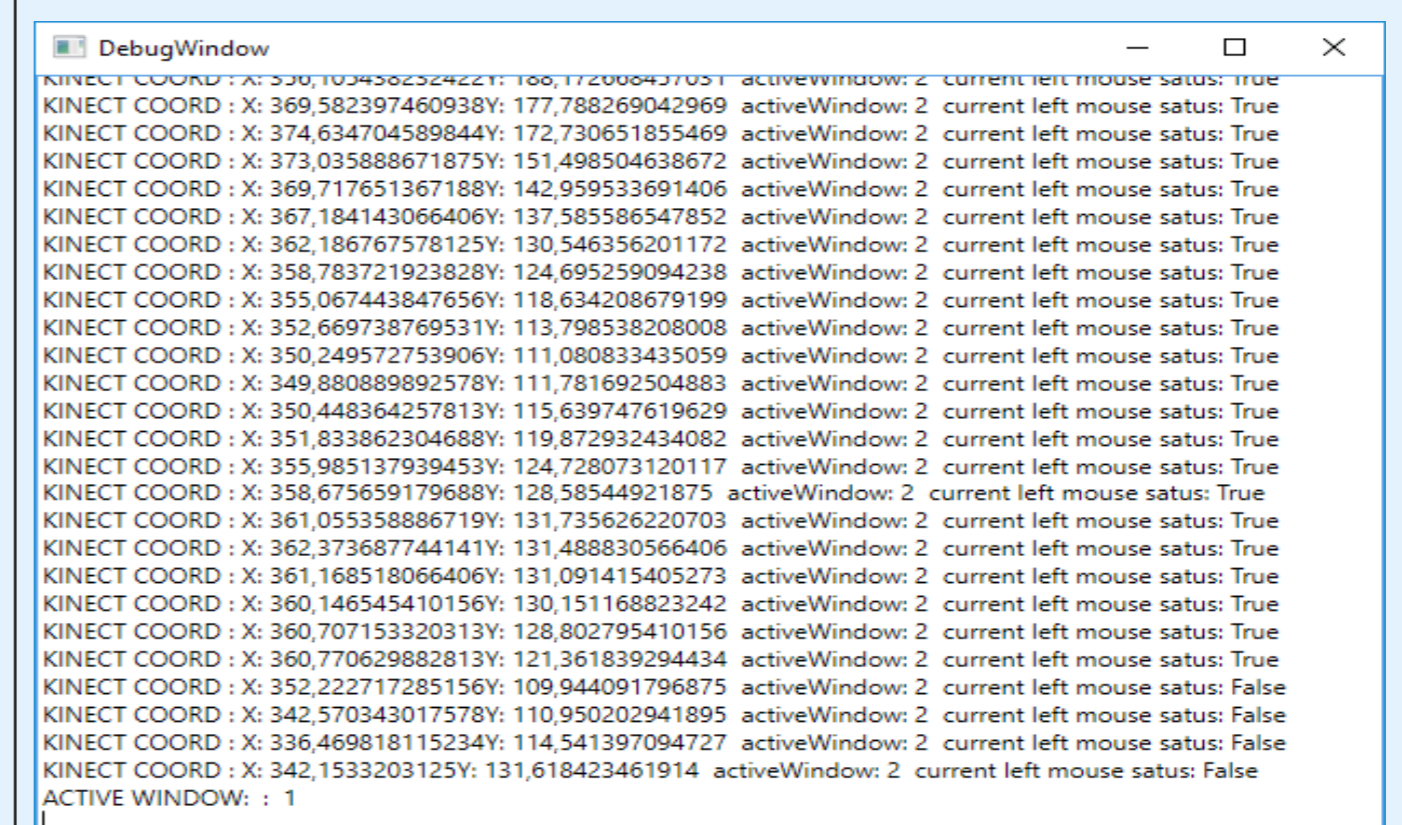 DebugWindow
KINECT COORD : X: 356,105438232422Y: 188,172668457031 activeWindow: 2 current left mouse satus: True
KINECT COORD : X: 369,582397460938Y: 177,788269042969 activeWindow: 2 current left mouse satus: True
KINECT COORD : X: 374,634704589844Y: 172,730651855469 activeWindow: 2 current left mouse satus: True
KINECT COORD : X: 373,035888671875Y: 151,498504638672 activeWindow: 2 current left mouse satus: True
KINECT COORD : X: 369,717651367188Y: 142,959533691406 activeWindow: 2 current left mouse satus: True
KINECT COORD : X: 367,184143066406Y: 137,585586547852 activeWindow: 2 current left mouse satus: True
KINECT COORD : X: 362,186767578125Y: 130,546356201172 activeWindow: 2 current left mouse satus: True
KINECT COORD : X: 358,783721923828Y: 124,695259094238 activeWindow: 2 current left mouse satus: True
KINECT COORD : X: 355,067443847656Y: 118,634208679199 activeWindow: 2 current left mouse satus: True
KINECT COORD : X: 352,669738769531Y: 113,798538208008 activeWindow: 2 current left mouse satus: True
KINECT COORD : X: 350,249572753906Y: 111,080833435059 activeWindow: 2 current left mouse satus: True
KINECT COORD : X: 349,880889892578Y: 111,781692504883 activeWindow: 2 current left mouse satus: True
KINECT COORD : X: 350,448364257813Y: 115,639747619629 activeWindow: 2 current left mouse satus: True
KINECT COORD : X: 351,833862304688Y: 119,872932434082 activeWindow: 2 current left mouse satus: True
KINECT COORD : X: 355,985137939453Y: 124,728073120117 activeWindow: 2 current left mouse satus: True
KINECT COORD : X: 358,675659179688Y: 128,58544921875 activeWindow: 2 current left mouse satus: True
KINECT COORD : X: 361,055358886719Y: 131,735626220703 activeWindow: 2 current left mouse satus: True
KINECT COORD : X: 362,373687744141Y: 131,488830566406 activeWindow: 2 current left mouse satus: True
KINECT COORD : X: 361,168518066406Y: 131,091415405273 activeWindow: 2 current left mouse satus: True
KINECT COORD : X: 360,146545410156Y: 130,151168823242 activeWindow: 2 current left mouse satus: True
KINECT COORD : X: 360,707153320313Y: 128,802795410156 activeWindow: 2 current left mouse satus: True
KINECT COORD : X: 360,770629882813Y: 121,361839294434 activeWindow: 2 current left mouse satus: True
KINECT COORD : X: 352,222717285156Y: 109,944091796875 activeWindow: 2 current left mouse satus: False
KINECT COORD : X: 342,570343017578Y: 110,950202941895 activeWindow: 2 current left mouse satus: False
KINECT COORD : X: 336,469818115234Y: 114,541397094727 activeWindow: 2 current left mouse satus: False
KINECT COORD : X: 342,1533203125Y: 131,618423461914 activeWindow: 2 current left mouse satus: False
ACTIVE WINDOW: : 1